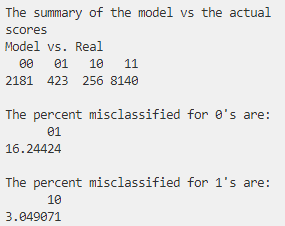 The summary of the model vs the actual
scores
Model vs. Real
00 01 10 11
2181 423 256 8140
The percent misclassified for 0's are:
01
16.24424
The percent misclassified for 1's are:
10
3.049071